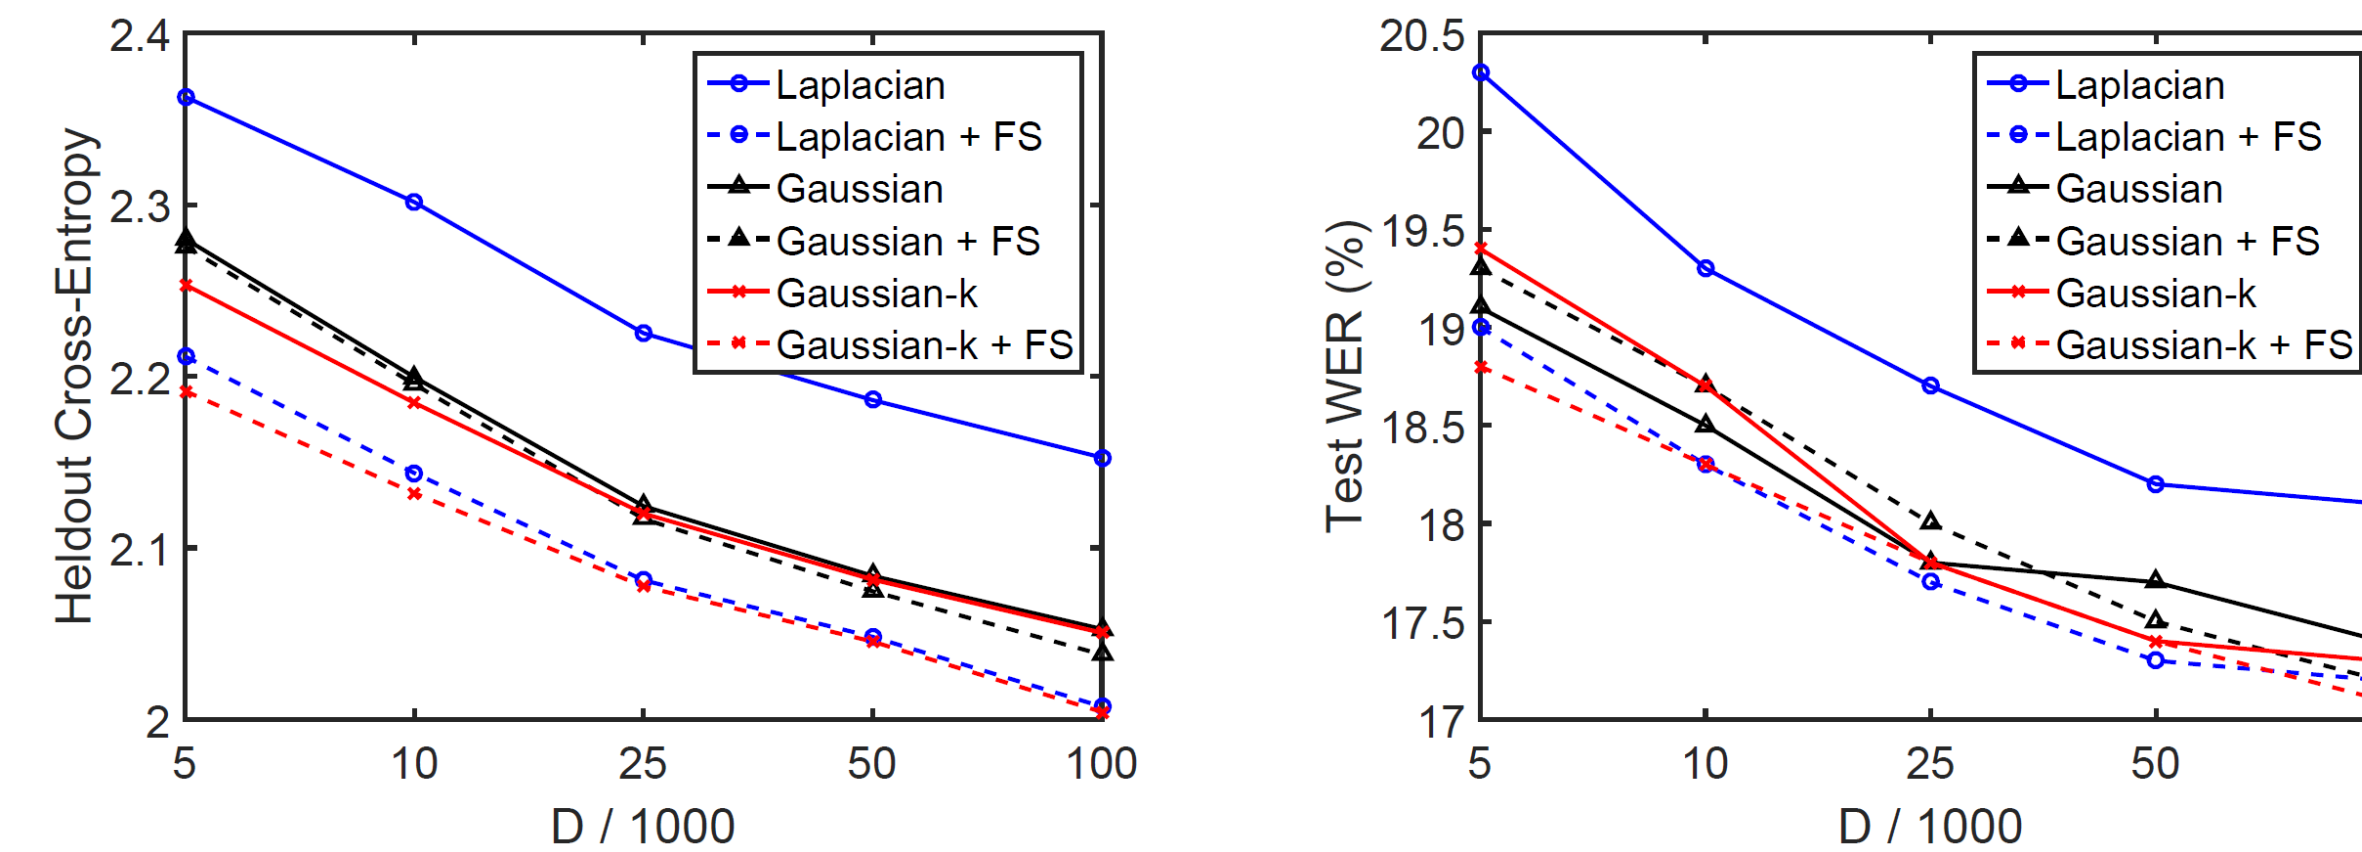 Heldout Cross-Entropy
2.4
2.3
2.2
2.1
2
5 10 25 50 100
D / 1000
Laplacian
Laplacian + FS
Gaussian
Gaussian + FS
Gaussian-k
Gaussian-k + FS
Test WER (%)
20.5
20
19.5
19
18.5
18
17.5
17
5 10 25 50
D / 1000
Laplacian
Laplacian + FS
Gaussian
Gaussian + FS
Gaussian-k
Gaussian-k + FS